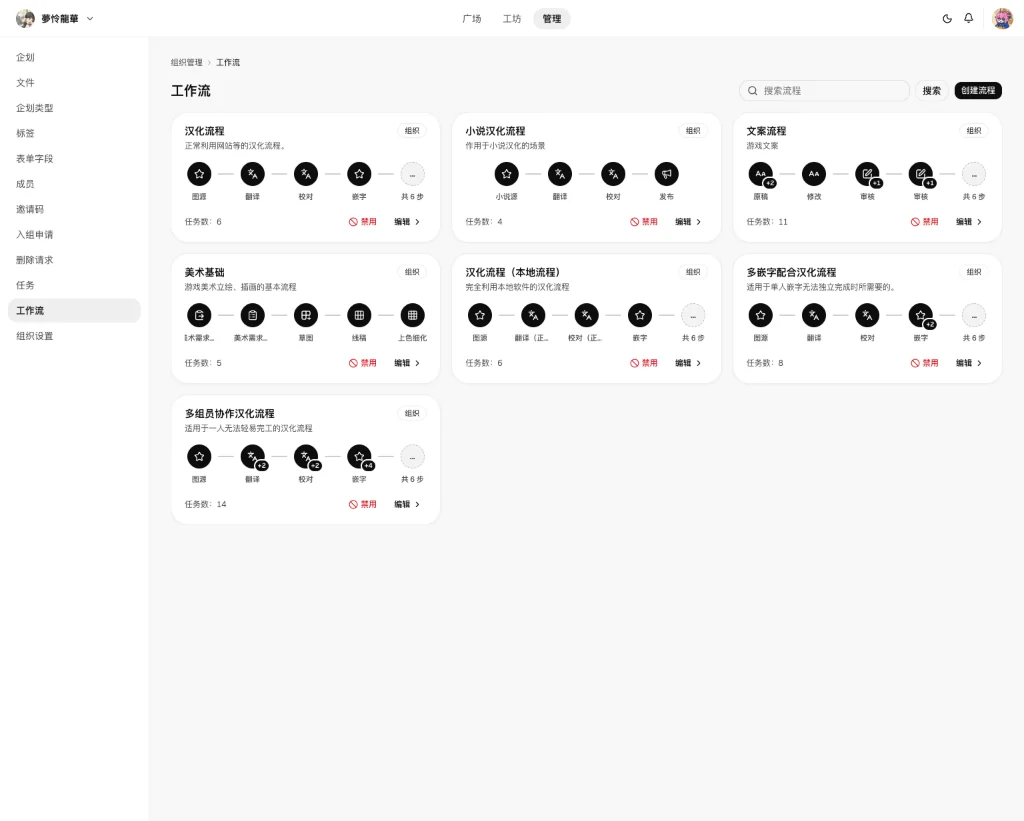 夢怜龍華
广场 工坊 管理
企划
文件
企划类型
标签
表单字段
成员
邀请码
入组申请
删除请求
任务
工作流
组织设置
组织管理 › 工作流
工作流
搜索流程 搜索 创建流程
汉化流程 组织
正常利用网站等的汉化流程。
...
图源 翻译 校对 嵌字 共 6 步
任务数：6 禁用 编辑
小说汉化流程 组织
作用于小说汉化的场景
小说源 翻译 校对 发布
任务数：4 禁用 编辑
文案流程 组织
游戏文案
+2 +1 +1 ...
原稿 修改 审核 审核 共 6 步
任务数：11 禁用 编辑
美术基础 组织
游戏美术立绘、插画的基本流程
术需求... 美术需求... 草图 线稿 上色细化
任务数：5 禁用 编辑
汉化流程（本地流程） 组织
完全利用本地软件的汉化流程
...
图源 翻译（正... 校对（正... 嵌字 共 6 步
任务数：6 禁用 编辑
多嵌字配合汉化流程 组织
适用于单人嵌字无法独立完成时所需要的。
+2 ...
图源 翻译 校对 嵌字 共 6 步
任务数：8 禁用 编辑
多组员协作汉化流程 组织
适用于一人无法轻易完工的汉化流程
+2 +2 +4 ...
图源 翻译 校对 嵌字 共 6 步
任务数：14 禁用 编辑